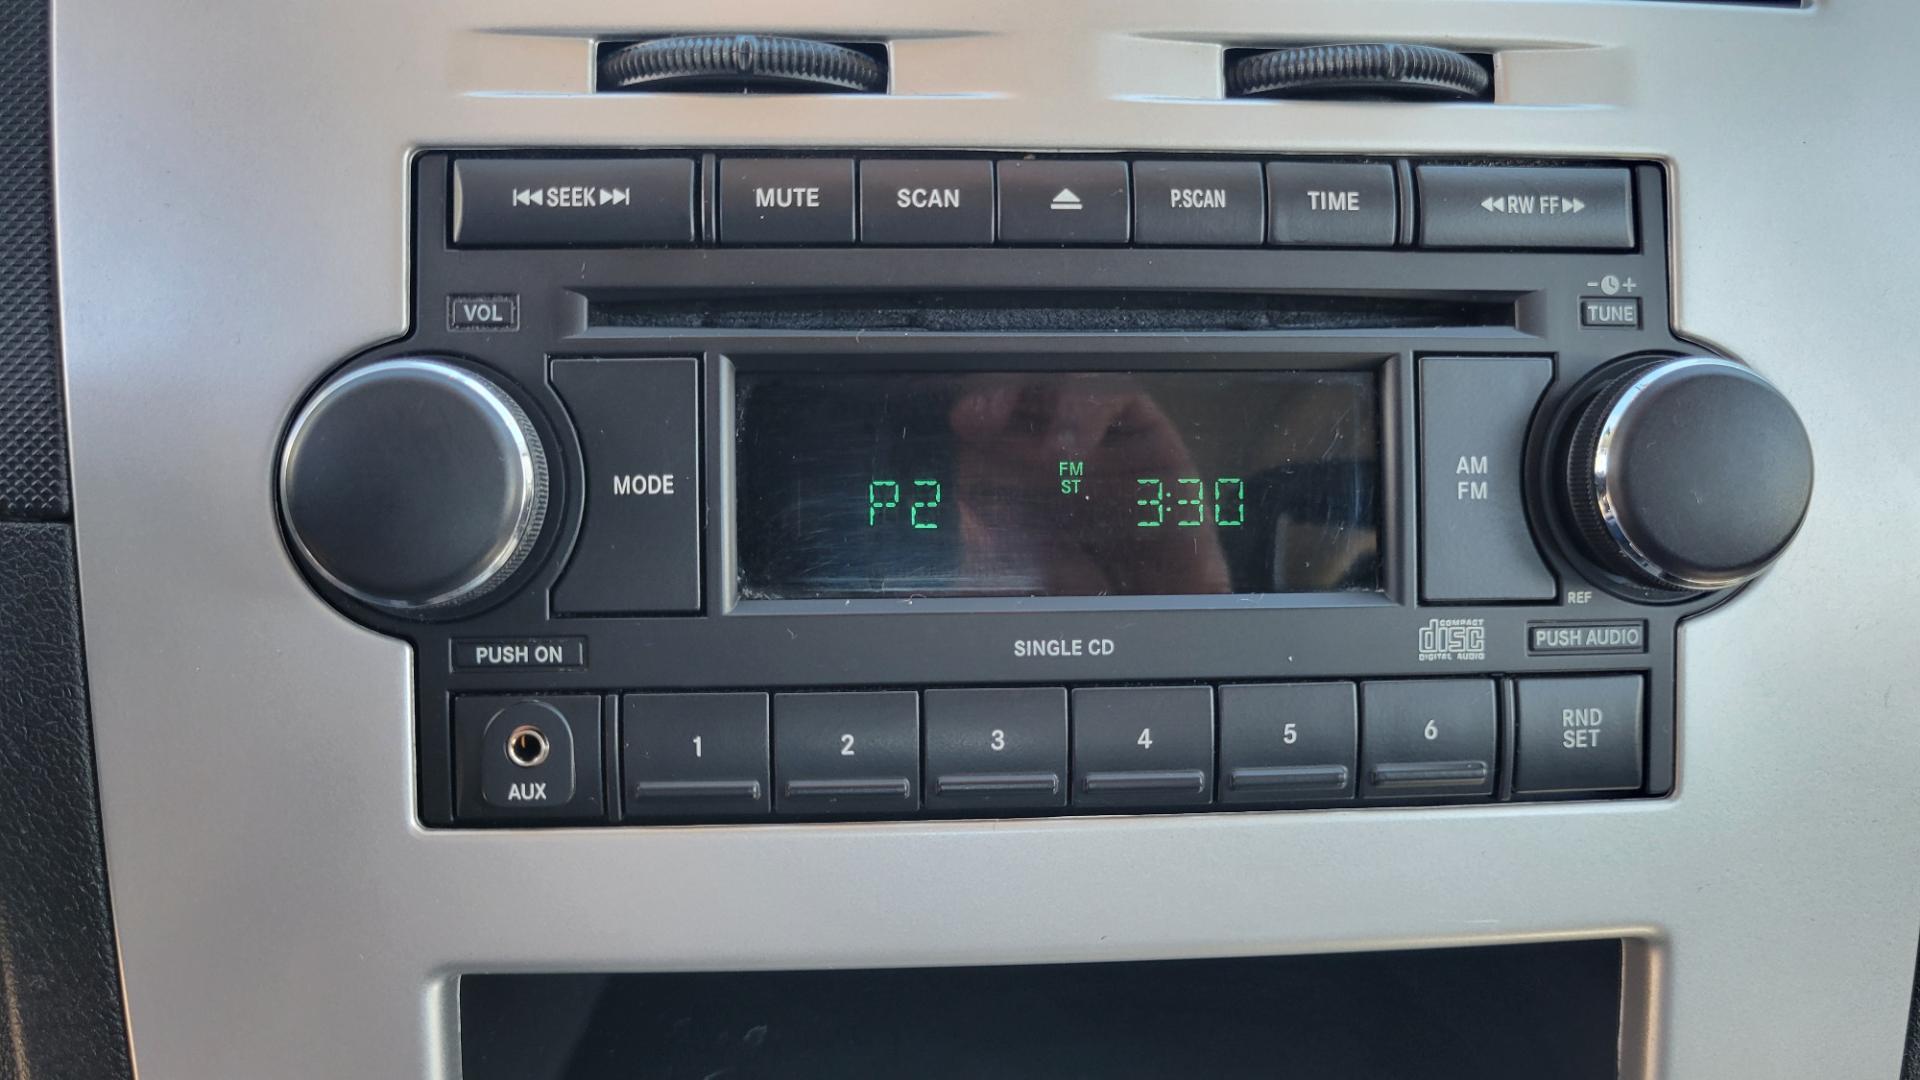 SEEK MUTE SCAN P.SCAN TIME RW FF
VOL
- +
TUNE
MODE
P2
FM
ST
3:30
AM
FM
REF
PUSH ON
SINGLE CD
COMPACT
disc
DIGITAL AUDIO
PUSH AUDIO
AUX
1 2 3 4 5 6
RND
SET